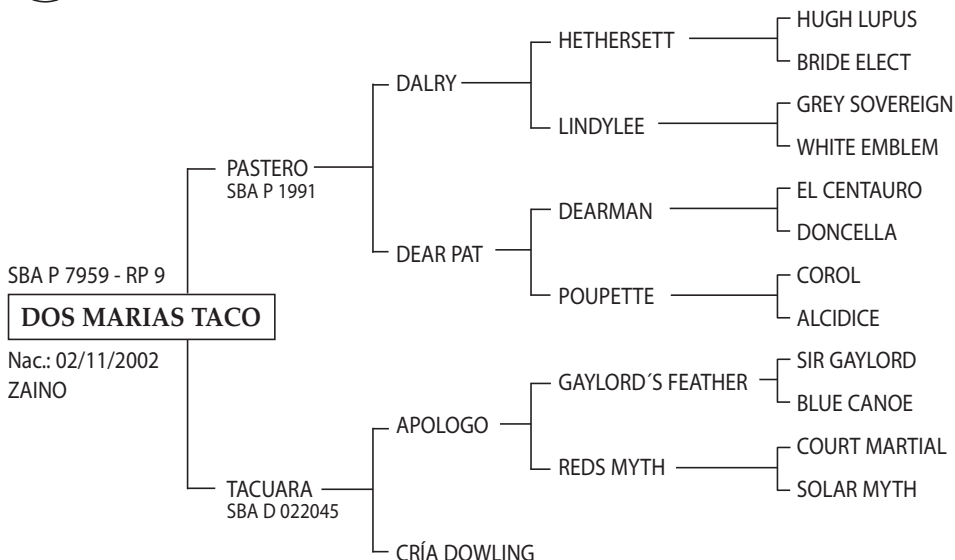 HUGH LUPUS
HETHERSETT
BRIDE ELECT
DALRY
GREY SOVEREIGN
LINDYLEE
WHITE EMBLEM
PASTERO
SBA P 1991
EL CENTAURO
DEARMAN
DONCELLA
DEAR PAT
COROL
POUPETTE
ALCIDICE
SBA P 7959 - RP 9
DOS MARIAS TACO
Nac.: 02/11/2002
ZAINO
SIR GAYLORD
GAYLORD´S FEATHER
BLUE CANOE
APOLOGO
COURT MARTIAL
REDS MYTH
SOLAR MYTH
TACUARA
SBA D 022045
CRÍA DOWLING